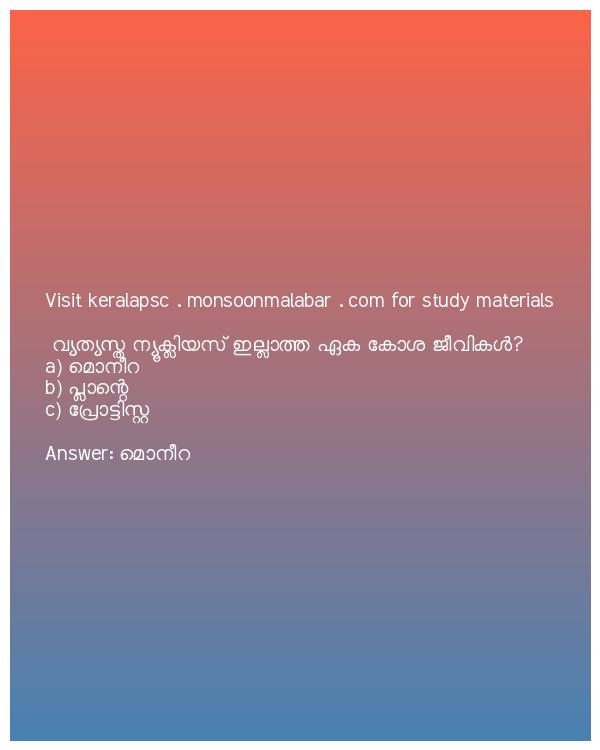 Visit keralapsc . monsoonmalabar . com for study materials
വ്യത്യസ്ത ന്യൂക്ലിയസ് ഇല്ലാത്ത ഏക കോശ ജീവികൾ?
a) മൊനീറ
b) പ്ലാന്റെ
c) പ്രോട്ടിസ്റ്റ
Answer: മൊനീറ